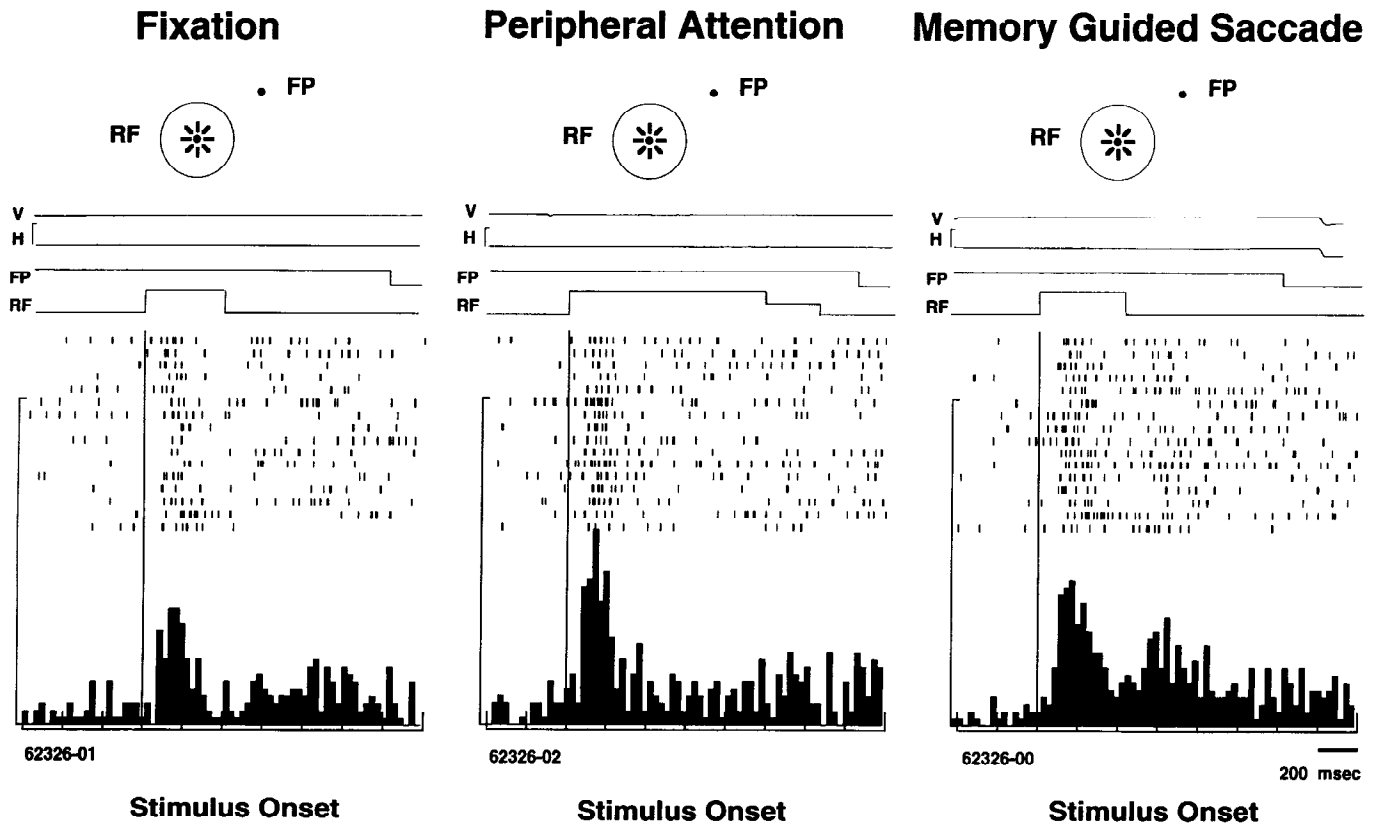 Fixation
Peripheral Attention
Memory Guided Saccade
FP
RF
FP
RF
FP
RF
V
H
FP
RF
V
H
FP
RF
V
H
FP
RF
62326-01
62326-02
62326-00
200 msec
Stimulus Onset
Stimulus Onset
Stimulus Onset